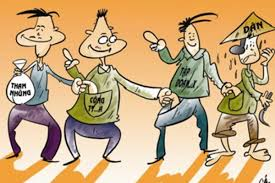 THAM
NHŨNG
CÔNG
TY...A
TẬP
ĐOÀN.
DÂN